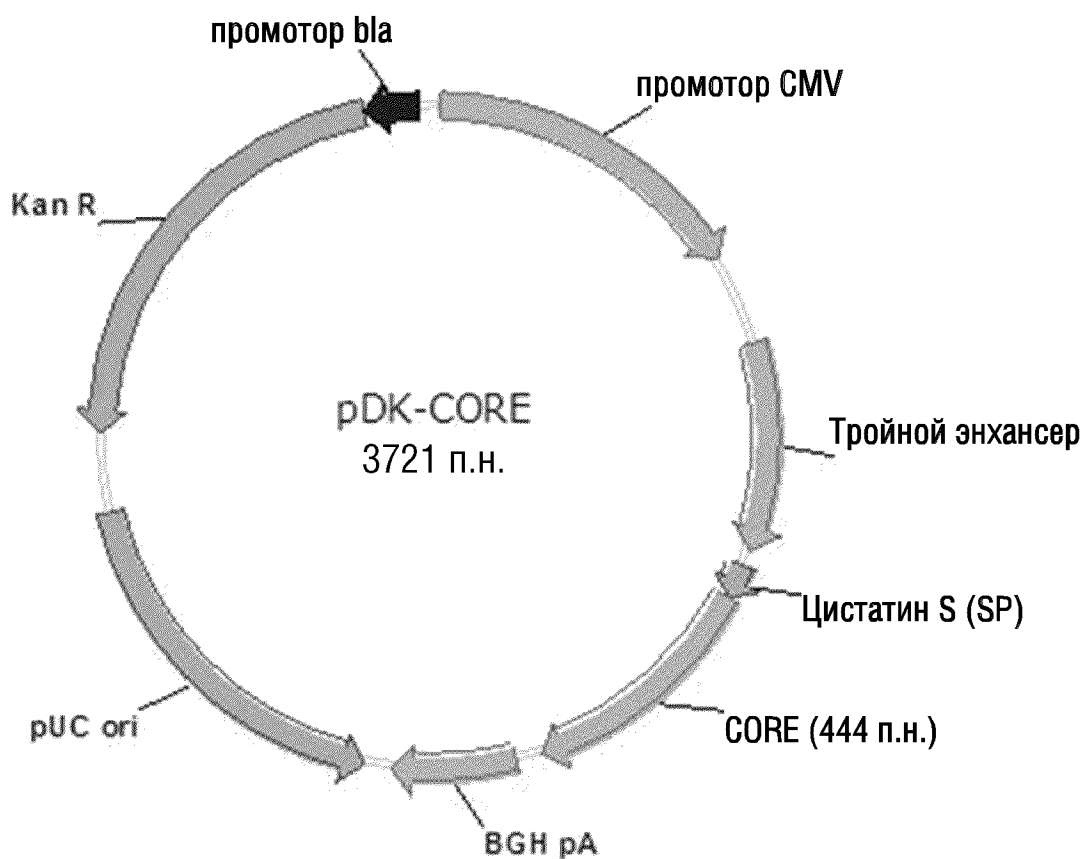 промотор bla
промотор CMV
Kan R
pDK-CORE
3721 п.н.
Тройной энхансер
Цистатин S (SP)
CORE (444 п.н.)
pUC ori
BGH pA